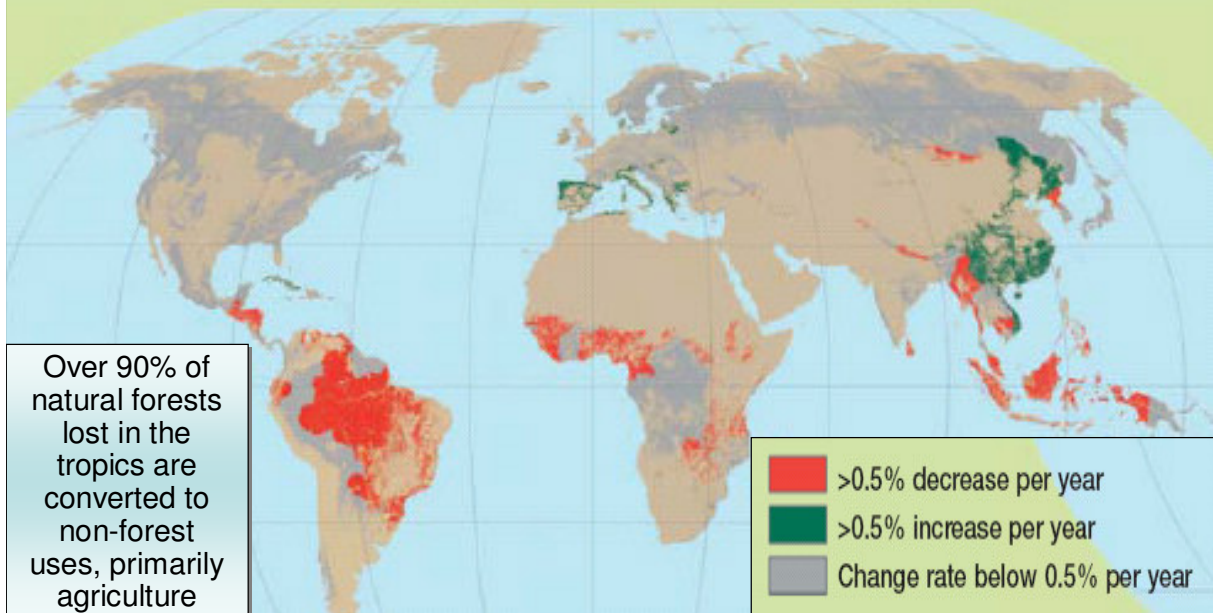 Over 90% of
natural forests
lost in the
tropics are
converted to
non-forest
uses, primarily
agriculture
>0.5% decrease per year
>0.5% increase per year
Change rate below 0.5% per year